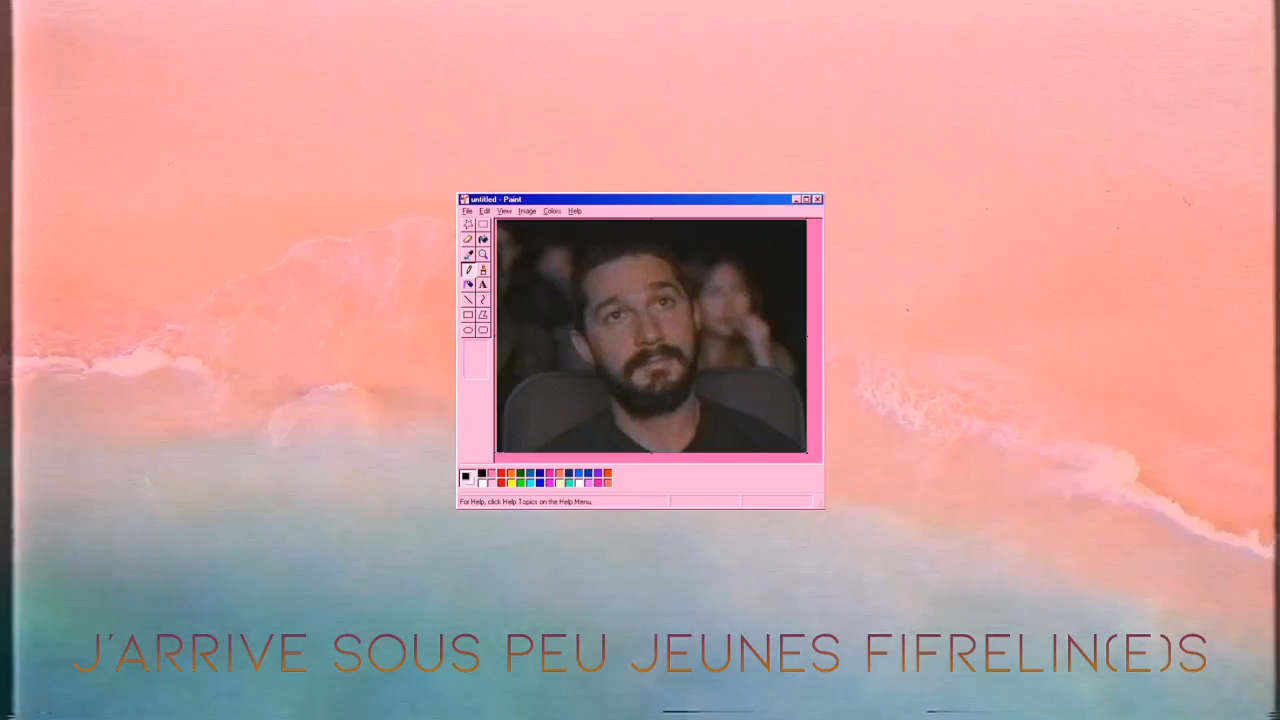 untitled - Paint
File Edit View Image Colors Help
A
For Help, click Help Topics on the Help Menu.
J'ARRIVE SOUS PEU JEUNES FIFRELIN(E)S